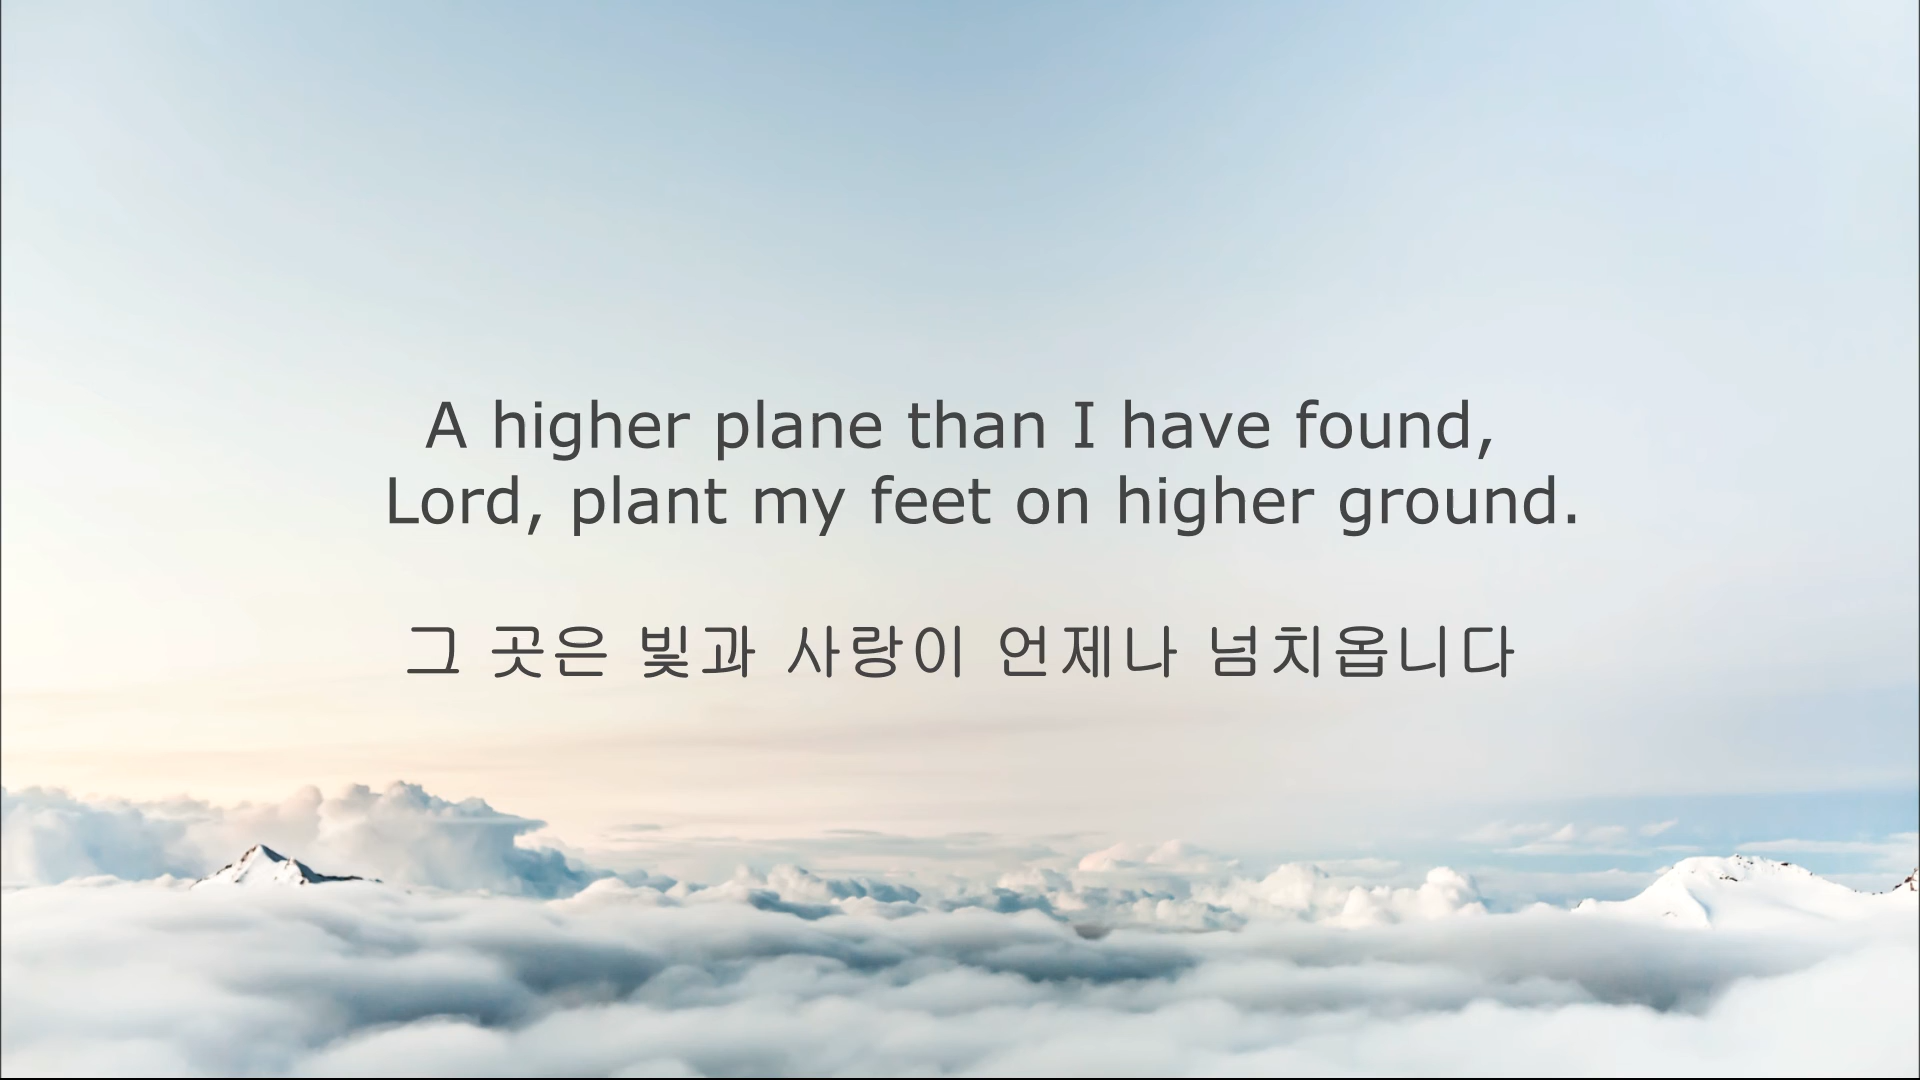 A higher plane than I have found,
Lord, plant my feet on higher ground.
그 곳은 빛과 사랑이 언제나 넘치옵니다